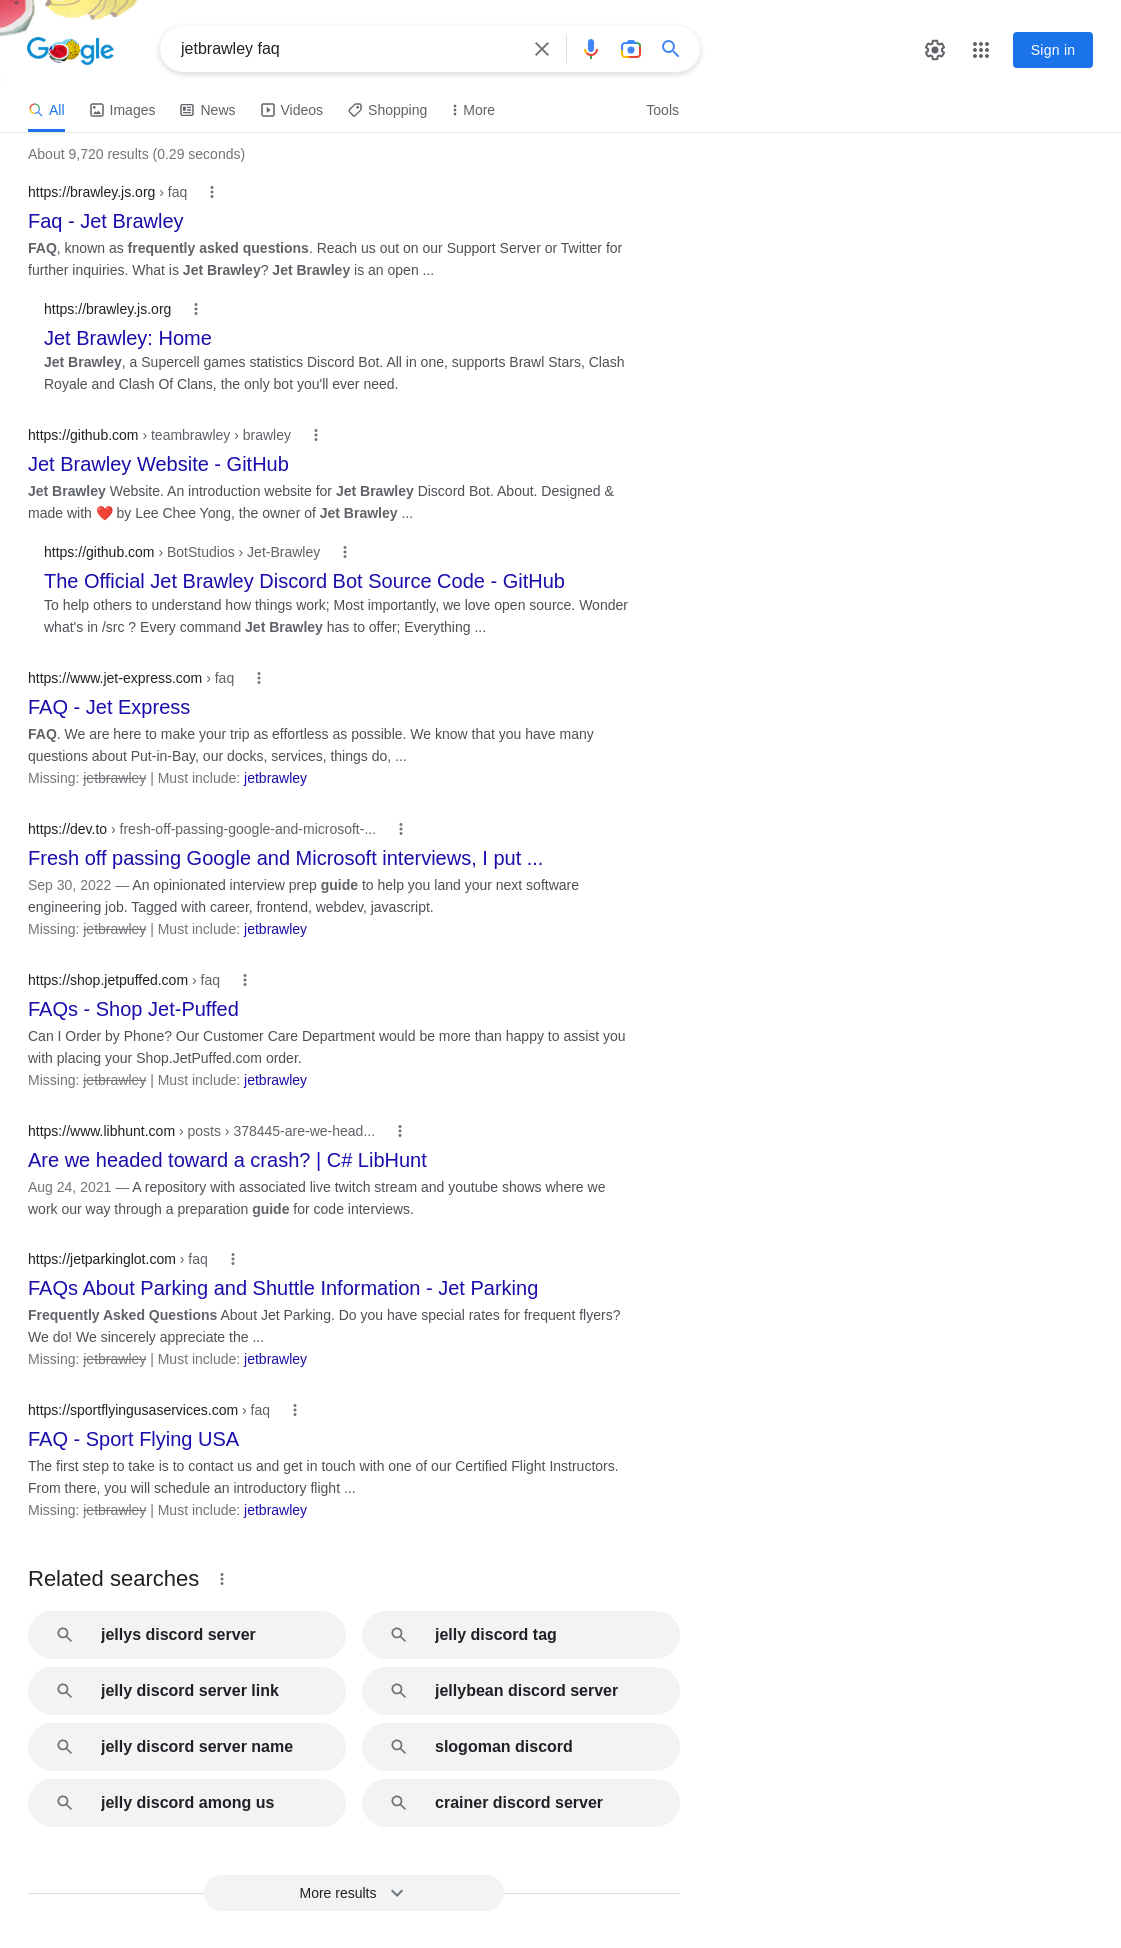 Google
jetbrawley faq
Sign in
All
Images
News
Videos
Shopping
More
Tools
About 9,720 results (0.29 seconds)
https://brawley.js.org › faq
Faq - Jet Brawley
FAQ, known as frequently asked questions. Reach us out on our Support Server or Twitter for
further inquiries. What is Jet Brawley? Jet Brawley is an open ...
https://brawley.js.org
Jet Brawley: Home
Jet Brawley, a Supercell games statistics Discord Bot. All in one, supports Brawl Stars, Clash
Royale and Clash Of Clans, the only bot you'll ever need.
https://github.com › teambrawley › brawley
Jet Brawley Website - GitHub
Jet Brawley Website. An introduction website for Jet Brawley Discord Bot. About. Designed &
made with ❤️ by Lee Chee Yong, the owner of Jet Brawley ...
https://github.com › BotStudios › Jet-Brawley
The Official Jet Brawley Discord Bot Source Code - GitHub
To help others to understand how things work; Most importantly, we love open source. Wonder
what's in /src ? Every command Jet Brawley has to offer; Everything ...
https://www.jet-express.com › faq
FAQ - Jet Express
FAQ. We are here to make your trip as effortless as possible. We know that you have many
questions about Put-in-Bay, our docks, services, things do, ...
Missing: jetbrawley | Must include: jetbrawley
https://dev.to › fresh-off-passing-google-and-microsoft-...
Fresh off passing Google and Microsoft interviews, I put ...
Sep 30, 2022 — An opinionated interview prep guide to help you land your next software
engineering job. Tagged with career, frontend, webdev, javascript.
Missing: jetbrawley | Must include: jetbrawley
https://shop.jetpuffed.com › faq
FAQs - Shop Jet-Puffed
Can I Order by Phone? Our Customer Care Department would be more than happy to assist you
with placing your Shop.JetPuffed.com order.
Missing: jetbrawley | Must include: jetbrawley
https://www.libhunt.com › posts › 378445-are-we-head...
Are we headed toward a crash? | C# LibHunt
Aug 24, 2021 — A repository with associated live twitch stream and youtube shows where we
work our way through a preparation guide for code interviews.
https://jetparkinglot.com › faq
FAQs About Parking and Shuttle Information - Jet Parking
Frequently Asked Questions About Jet Parking. Do you have special rates for frequent flyers?
We do! We sincerely appreciate the ...
Missing: jetbrawley | Must include: jetbrawley
https://sportflyingusaservices.com › faq
FAQ - Sport Flying USA
The first step to take is to contact us and get in touch with one of our Certified Flight Instructors.
From there, you will schedule an introductory flight ...
Missing: jetbrawley | Must include: jetbrawley
Related searches
jellys discord server
jelly discord tag
jelly discord server link
jellybean discord server
jelly discord server name
slogoman discord
jelly discord among us
crainer discord server
More results